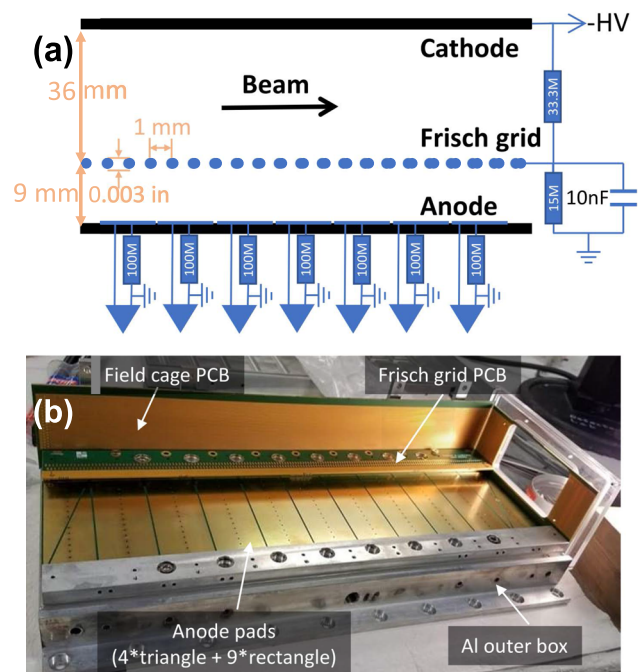 (a)
-HV
Cathode
36 mm
Beam
33.3M
1 mm
Frisch grid
9 mm
0.003 in
15M
10nF
Anode
100M
100M
100M
100M
100M
100M
100M
(b)
Field cage PCB
Frisch grid PCB
Anode pads
(4*triangle + 9*rectangle)
Al outer box